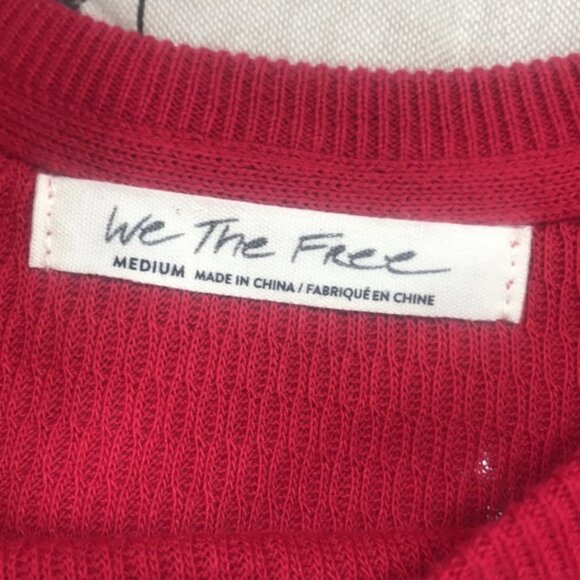 We The Free
MEDIUM MADE IN CHINA / FABRIQUÉ EN CHINE